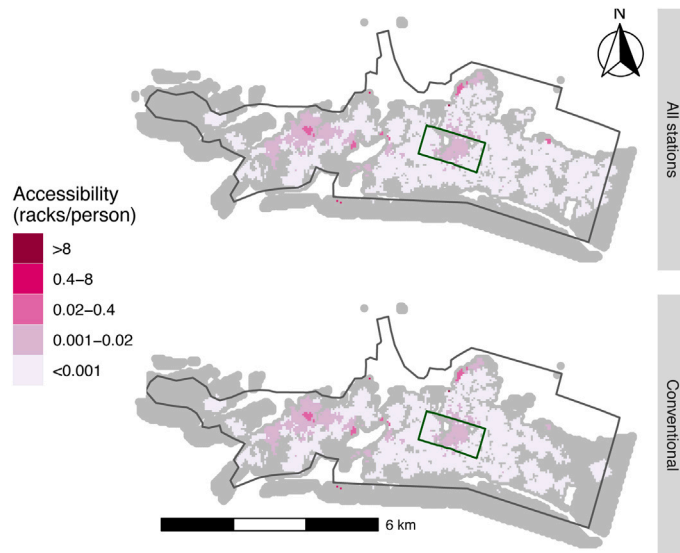 N
All stations
Accessibility
(racks/person)
>8
0.4–8
0.02–0.4
0.001–0.02
<0.001
Conventional
6 km